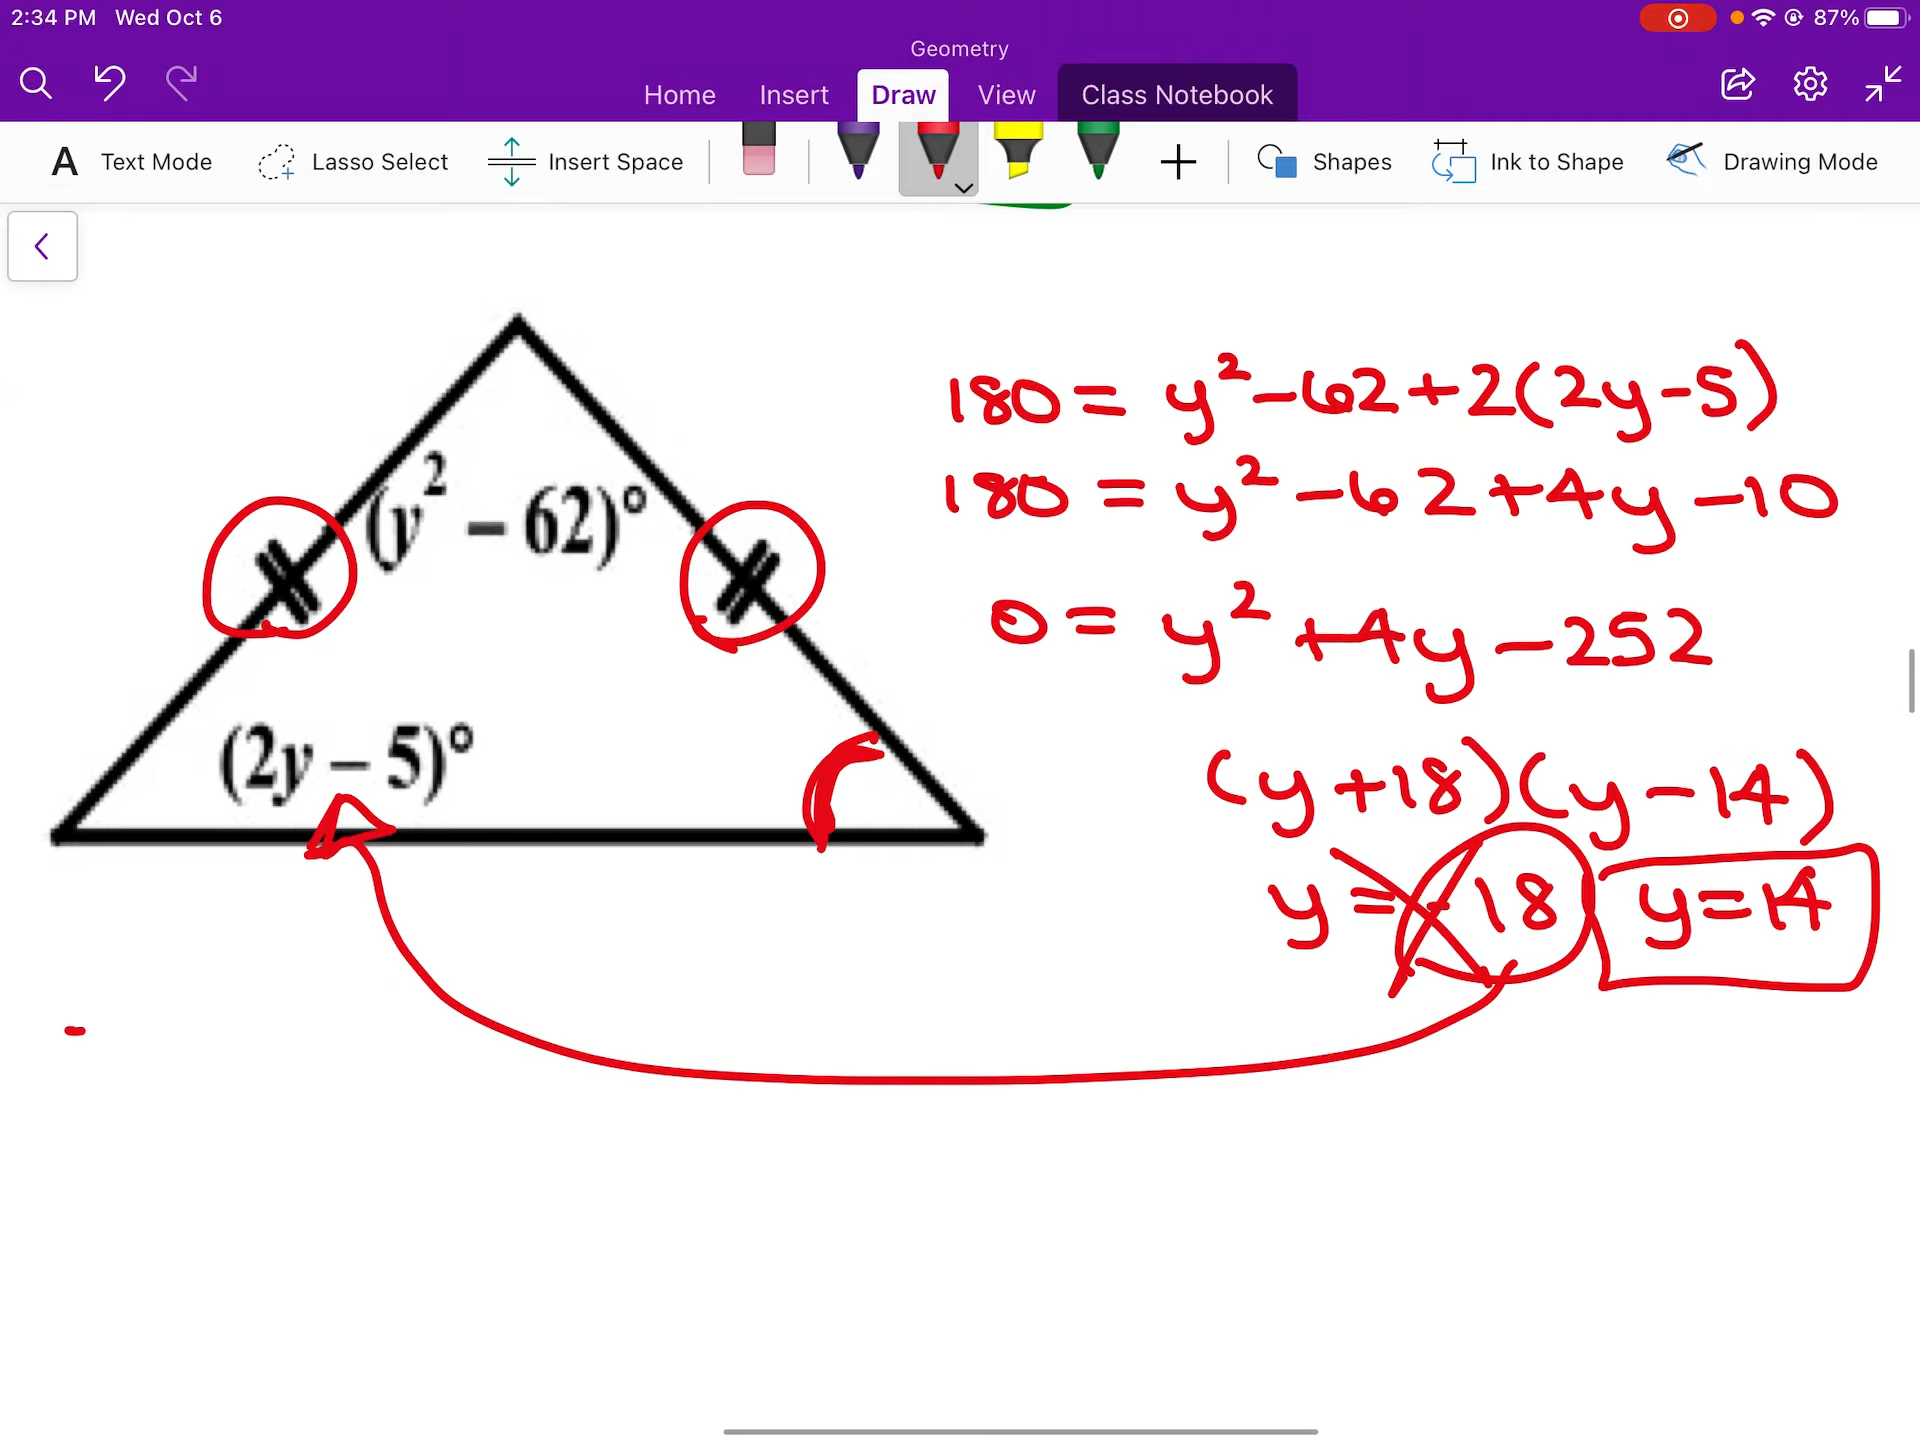 2:34 PM Wed Oct 6
87%
Geometry
Home Insert Draw View Class Notebook
A Text Mode Lasso Select Insert Space Shapes Ink to Shape Drawing Mode
(y² − 62)°
(2y − 5)°
180 = y² - 62 + 2(2y - 5)
180 = y² - 62 + 4y - 10
0 = y² + 4y - 252
(y + 18)(y - 14)
y = -18 y = 14